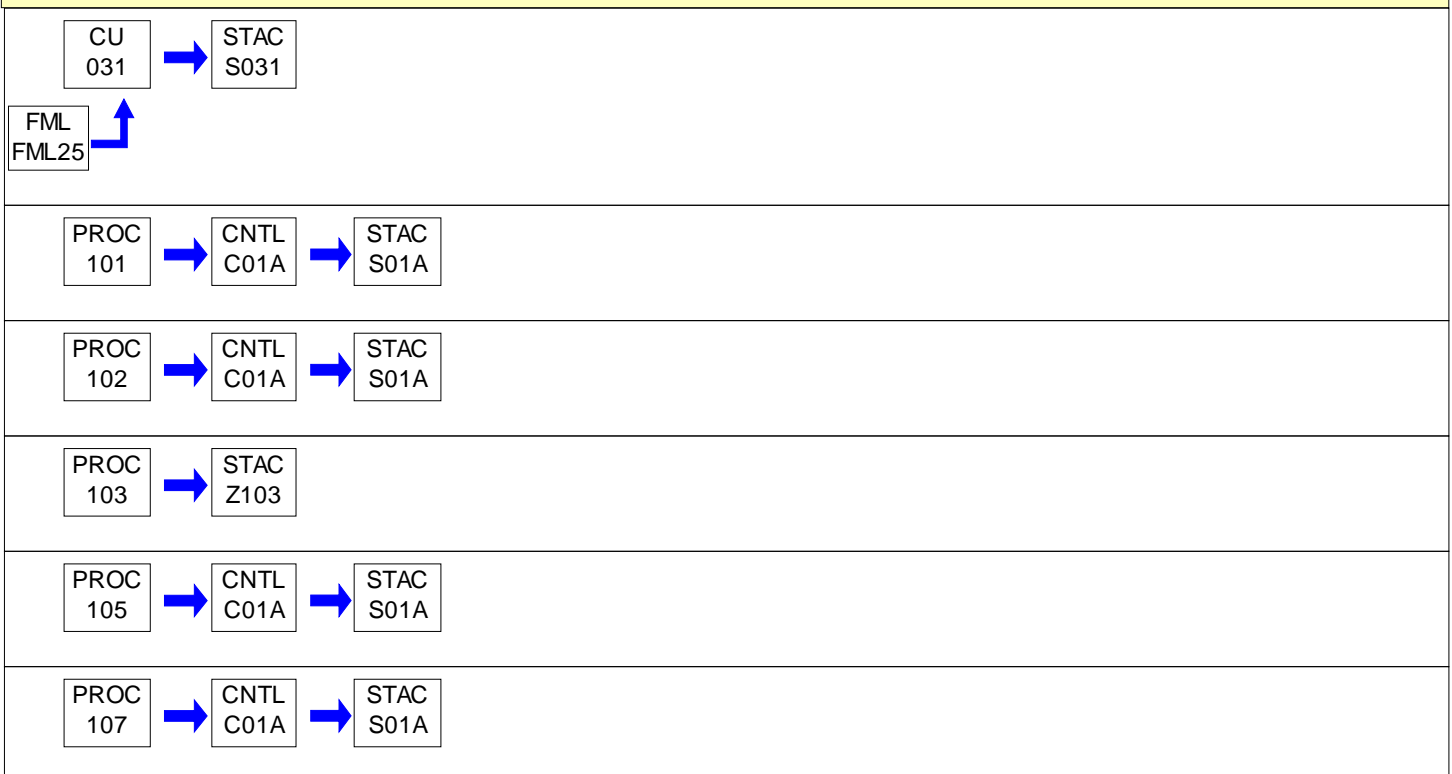 CU
031
STAC
S031
FML
FML25
PROC
101
CNTL
C01A
STAC
S01A
PROC
102
CNTL
C01A
STAC
S01A
PROC
103
STAC
Z103
PROC
105
CNTL
C01A
STAC
S01A
PROC
107
CNTL
C01A
STAC
S01A